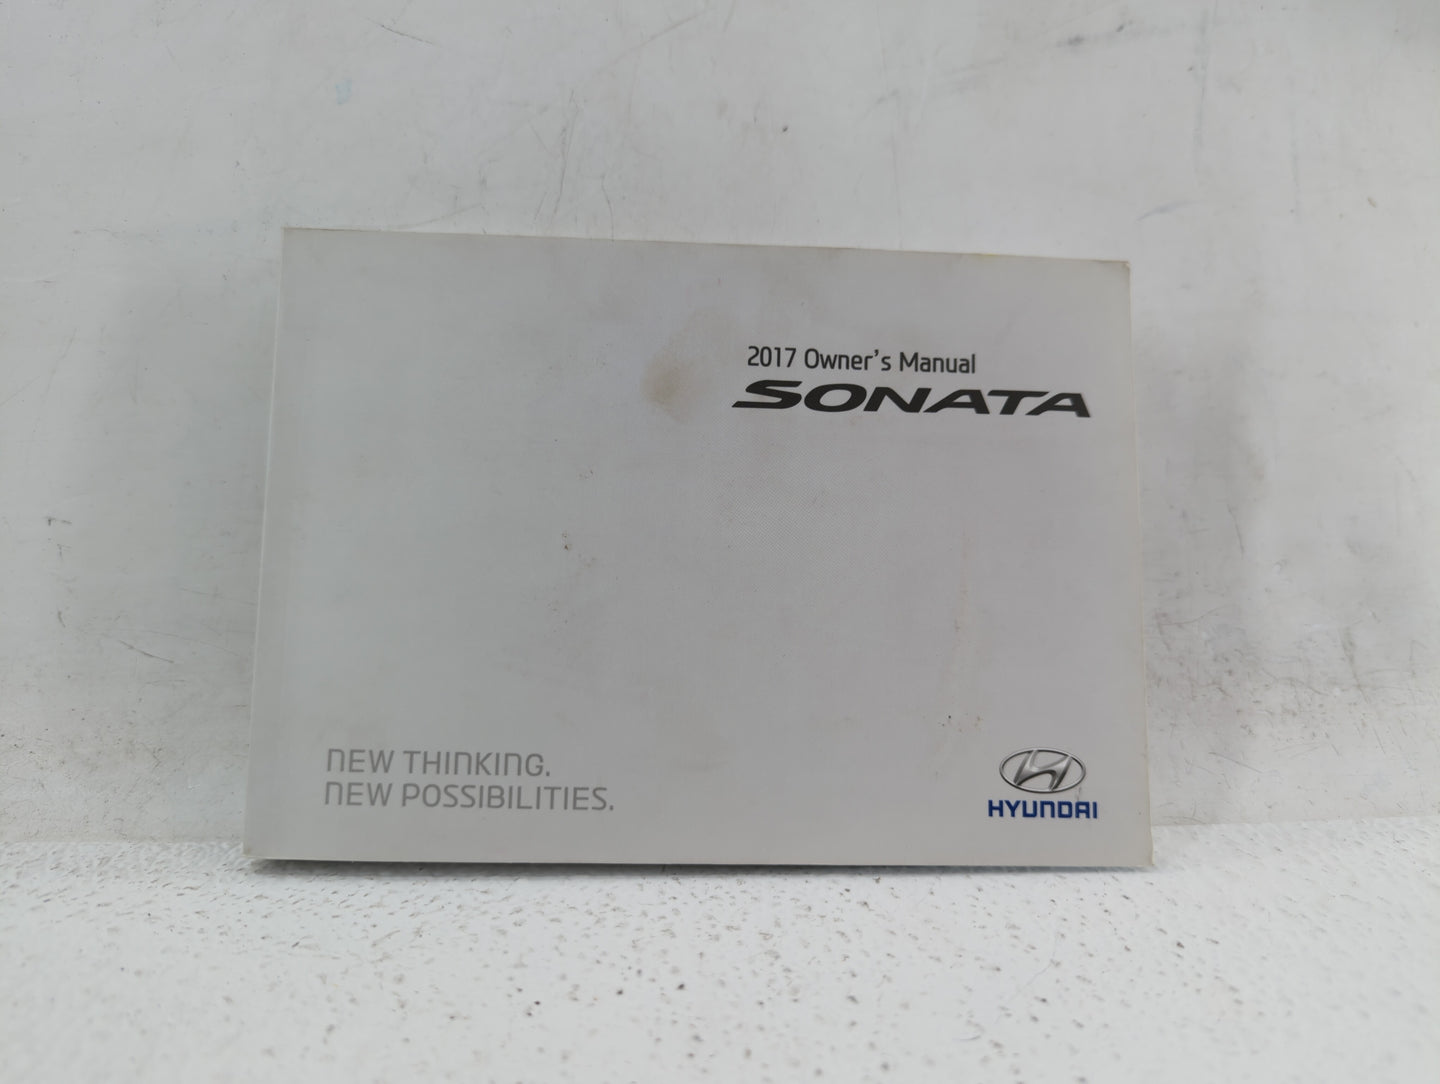 2017 Owner's Manual
SONATA
NEW THINKING.
NEW POSSIBILITIES.
HYUNDAI